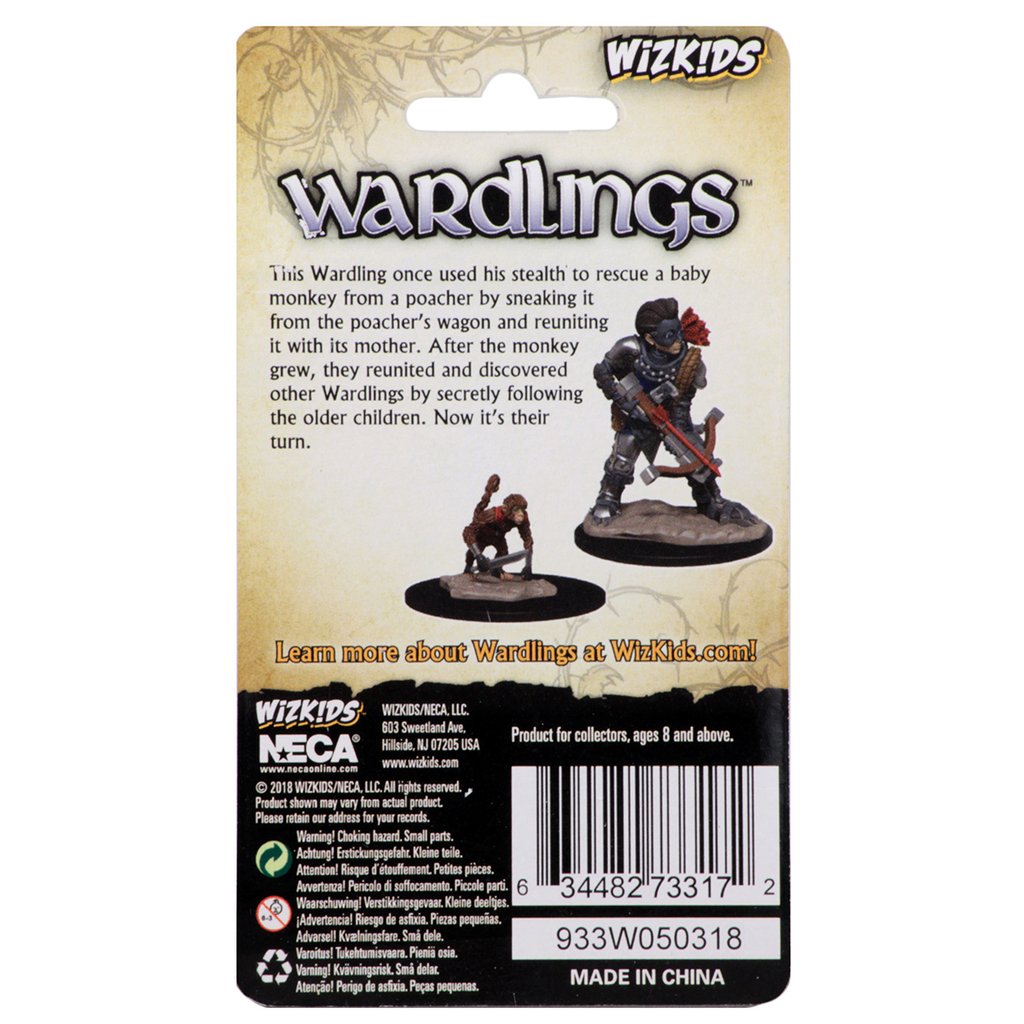 WIZK!DS
WARDLINGS™
This Wardling once used his stealth to rescue a baby
monkey from a poacher by sneaking it
from the poacher's wagon and reuniting
it with its mother. After the monkey
grew, they reunited and discovered
other Wardlings by secretly following
the older children. Now it's their
turn.
Learn more about Wardlings at WizKids.com!
WIZK!DS
NECA®
www.necaonline.com
WIZKIDS/NECA, LLC.
603 Sweetland Ave,
Hillside, NJ 07205 USA
www.wizkids.com
Product for collectors, ages 8 and above.
© 2018 WIZKIDS/NECA, LLC. All rights reserved.
Product shown may vary from actual product.
Please retain our address for your records.
Warning! Choking hazard. Small parts.
Achtung! Erstickungsgefahr. Kleine teile.
Attention! Risque d'étouffement. Petites pièces.
Avvertenza! Pericolo di soffocamento. Piccole parti.
Waarschuwing! Verstikkingsgevaar. Kleine deeltjes.
¡Advertencia! Riesgo de asfixia. Piezas pequeñas.
Advarsel! Kvælningsfare. Små dele.
Varoitus! Tukehtumisvaara. Pieniä osia.
Varning! Kvävningsrisk. Små delar.
Atenção! Perigo de asfixia. Peças pequenas.
0-3
6 34482 73317 2
933W050318
MADE IN CHINA